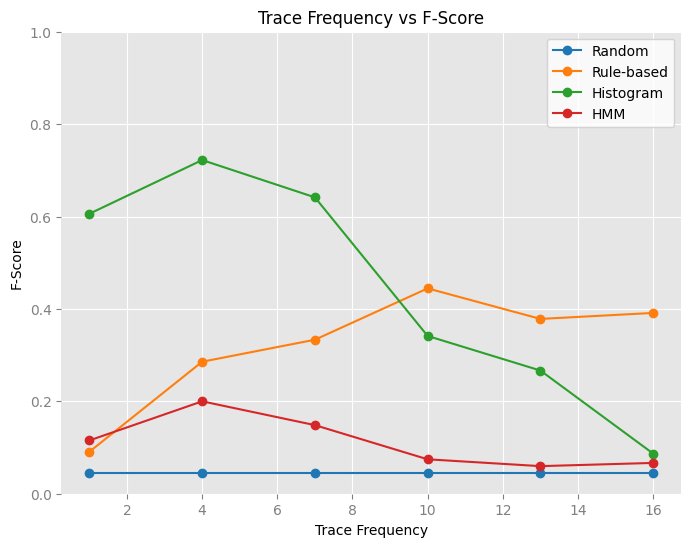 Trace Frequency vs F-Score
1.0
0.8
0.6
0.4
0.2
0.0
F-Score
Random
Rule-based
Histogram
HMM
2 4 6 8 10 12 14 16
Trace Frequency